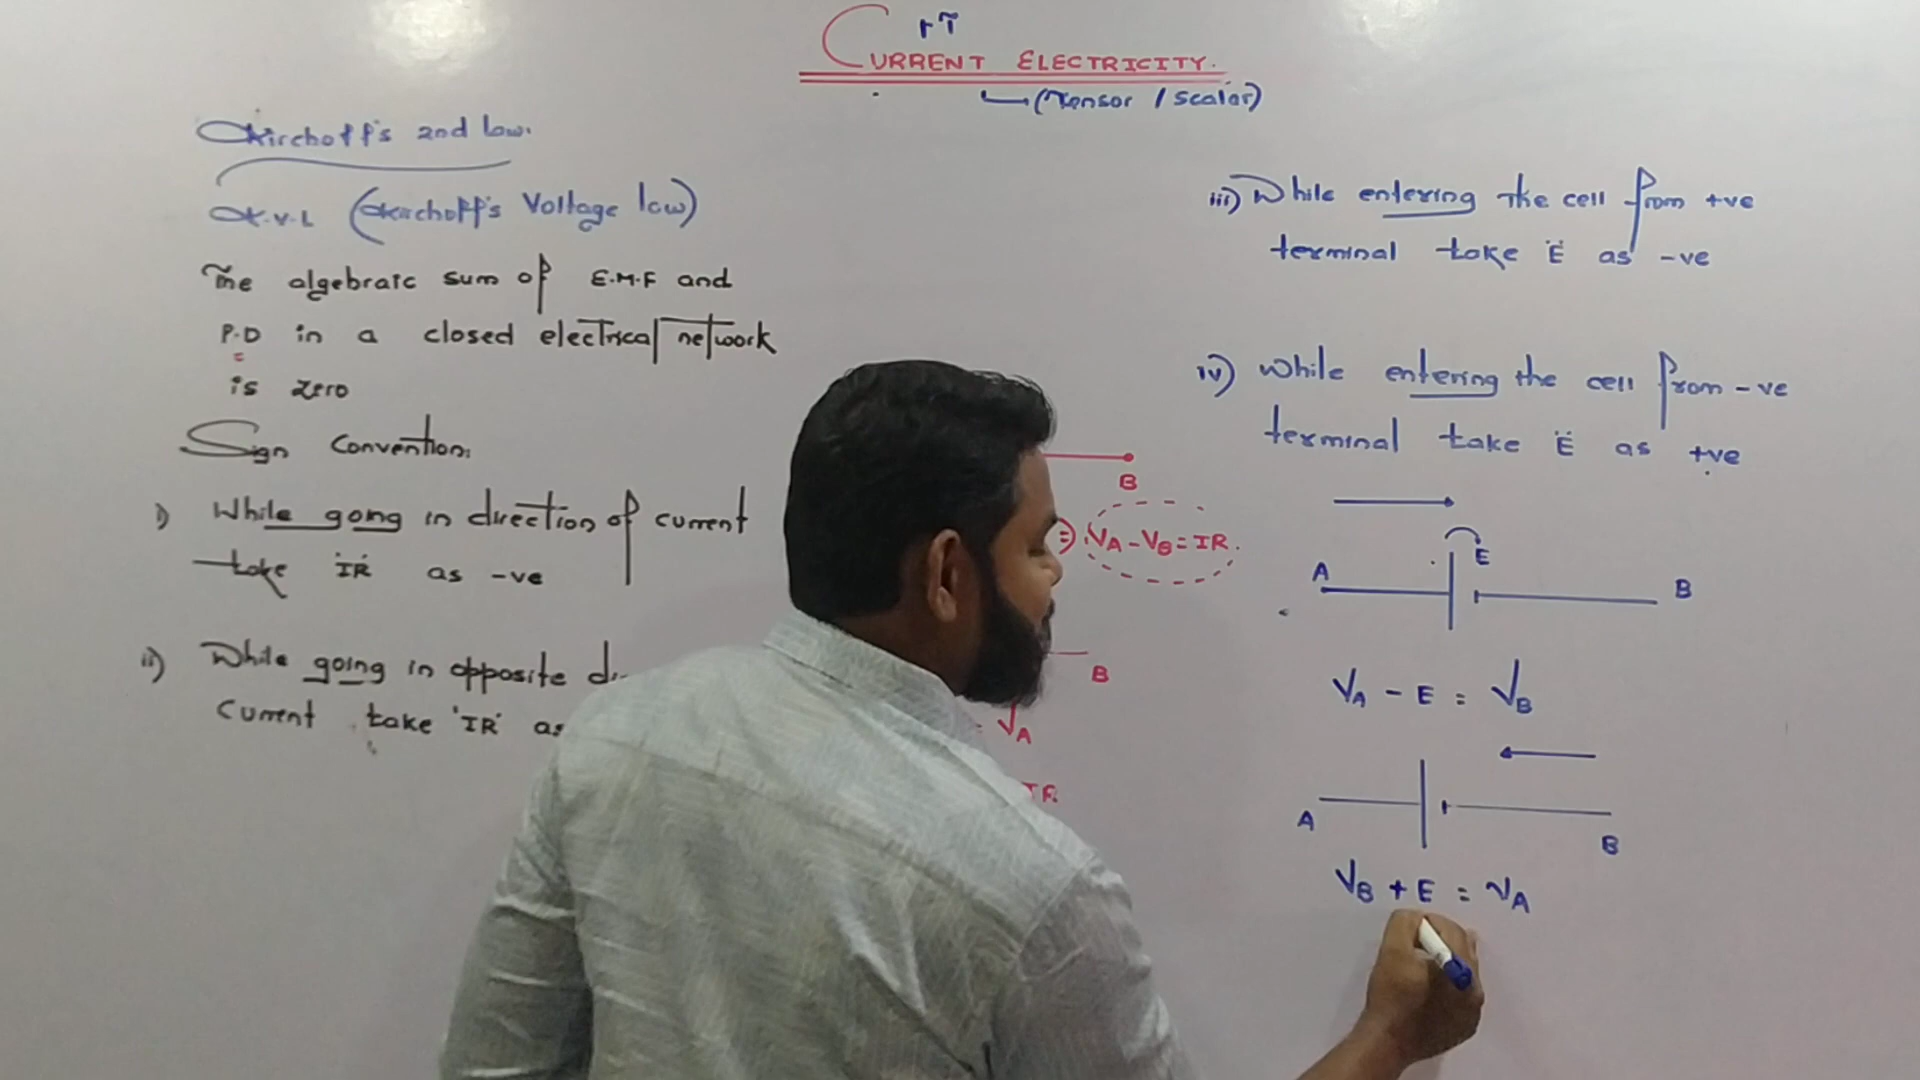 CURRENT ELECTRICITY.
(Tensor / scalar)
Kirchoff's 2nd law.
K.V.L (Kirchoff's Voltage law)
The algebraic sum of E.M.F and
P.D in a closed electrical network
is zero
Sign Convention:
i) While going in direction of current
take 'IR' as -ve
ii) While going in opposite
current take 'IR' as
B
VA - VB = IR.
B
VA
IR
iii) While entering the cell from +ve
terminal take 'E' as -ve
iv) While entering the cell from -ve
terminal take 'E' as +ve
E
A B
VA - E = VB
A B
VB + E = VA